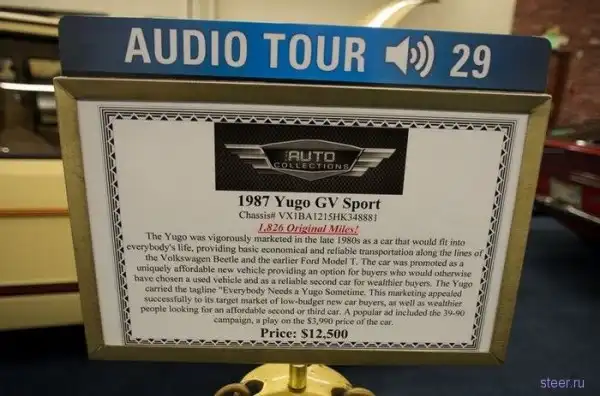 AUDIO TOUR 29
AUTO
COLLECTIONS
1987 Yugo GV Sport
Chassis# VX1BA1215HK348883
1,826 Original Miles!
The Yugo was vigorously marketed in the late 1980s as a car that would fit into
everybody's life, providing basic economical and reliable transportation along the lines of
the Volkswagen Beetle and the earlier Ford Model T. The car was promoted as a
uniquely affordable new vehicle providing an option for buyers who would otherwise
have chosen a used vehicle and as a reliable second car for wealthier buyers. The Yugo
carried the tagline "Everybody Needs a Yugo Sometime. This marketing appealed
successfully to its target market of low-budget new car buyers, as well as wealthier
people looking for an affordable second or third car. A popular ad included the 39-90
campaign, a play on the $3,990 price of the car.
Price: $12,500
steer.ru